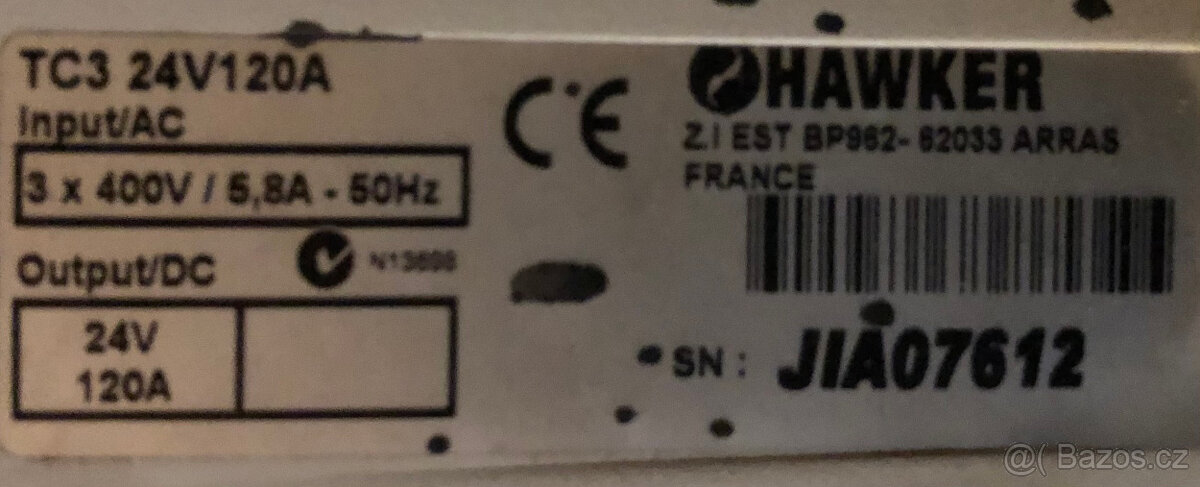 TC3 24V120A
Input/AC
3 x 400V / 5,8A - 50Hz
Output/DC
24V
120A
CE
HAWKER
Z.I EST BP962- 62033 ARRAS
FRANCE
SN : JIA07612
@( Bazos.cz